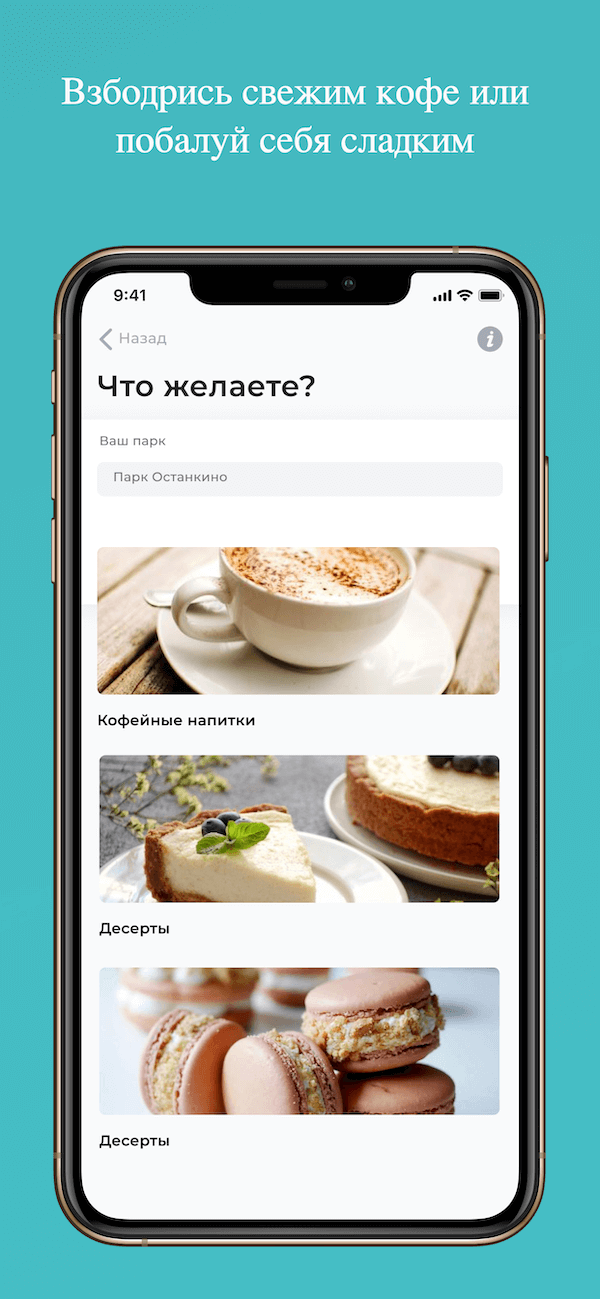 Взбодрись свежим кофе или
побалуй себя сладким
9:41
Назад
Что желаете?
Ваш парк
Парк Останкино
Кофейные напитки
Десерты
Десерты